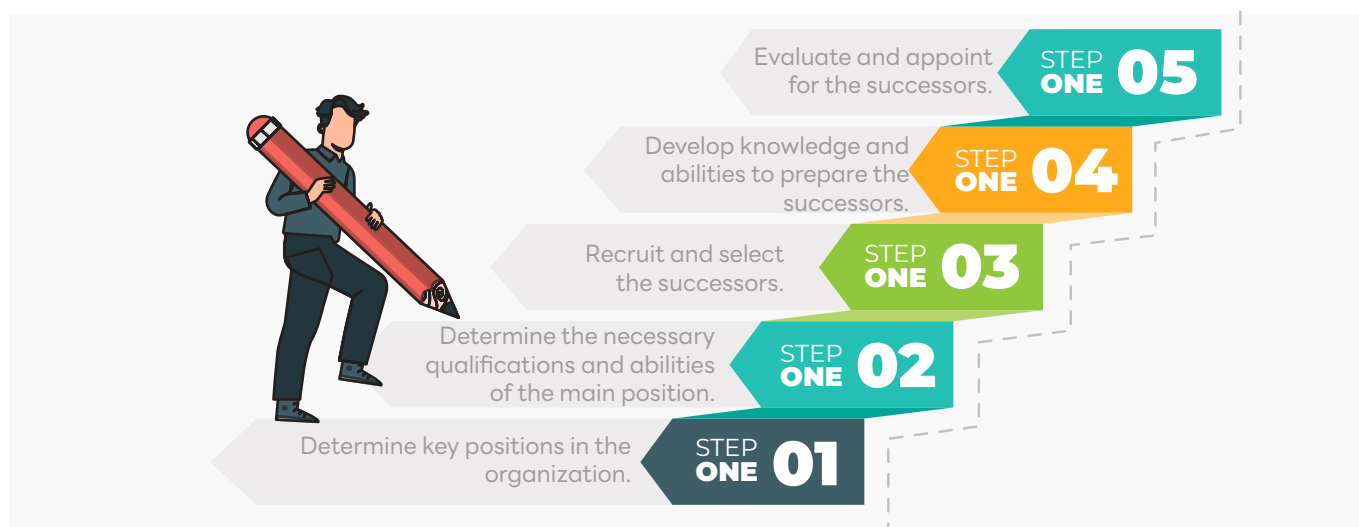 Evaluate and appoint
for the successors.
STEP
ONE
05
Develop knowledge and
abilities to prepare the
successors.
STEP
ONE
04
Recruit and select
the successors.
STEP
ONE
03
Determine the necessary
qualifications and abilities
of the main position.
STEP
ONE
02
Determine key positions in the
organization.
STEP
ONE
01